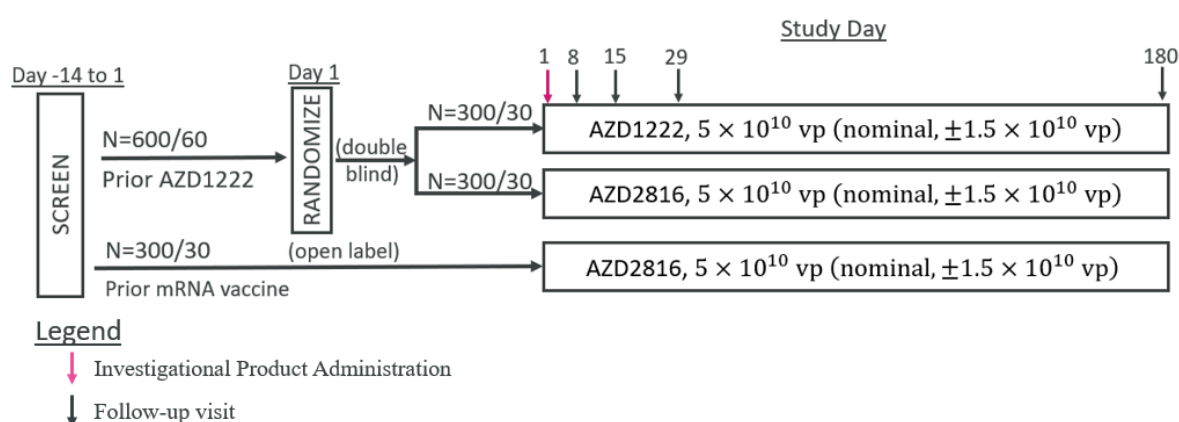 Study Day
1 8 15 29 180
Day -14 to 1
Day 1
SCREEN
N=600/60
Prior AZD1222
RANDOMIZE
(double
blind)
N=300/30
AZD1222, 5 × 10¹⁰ vp (nominal, ±1.5 × 10¹⁰ vp)
N=300/30
AZD2816, 5 × 10¹⁰ vp (nominal, ±1.5 × 10¹⁰ vp)
N=300/30
(open label)
Prior mRNA vaccine
AZD2816, 5 × 10¹⁰ vp (nominal, ±1.5 × 10¹⁰ vp)
Legend
Investigational Product Administration
Follow-up visit